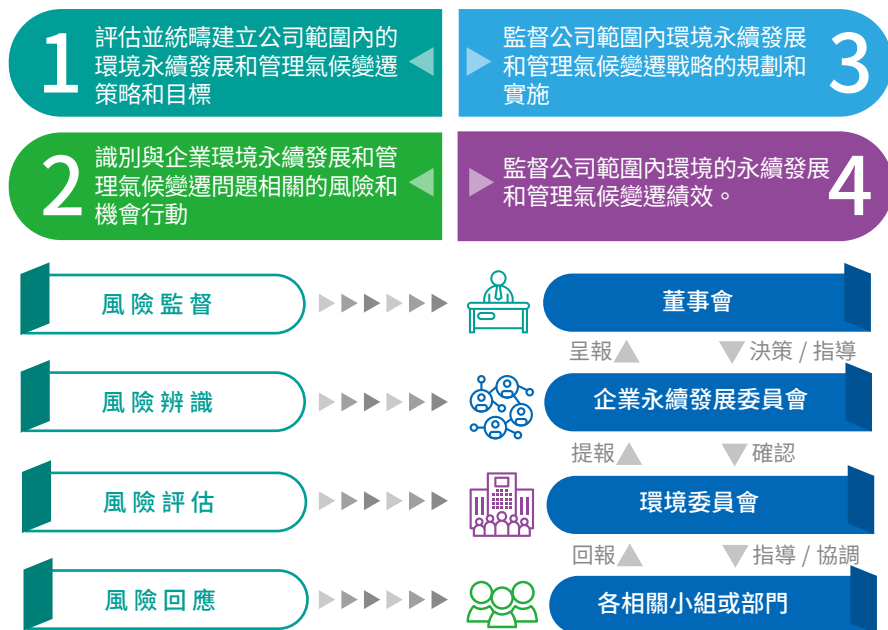 1
評估並統疇建立公司範圍內的
環境永續發展和管理氣候變遷
策略和目標
2
識別與企業環境永續發展和管
理氣候變遷問題相關的風險和
機會行動
3
監督公司範圍內環境永續發展
和管理氣候變遷戰略的規劃和
實施
4
監督公司範圍內環境的永續發展
和管理氣候變遷績效。
風險監督
董事會
呈報
決策 / 指導
風險辨識
企業永續發展委員會
提報
確認
風險評估
環境委員會
回報
指導 / 協調
風險回應
各相關小組或部門